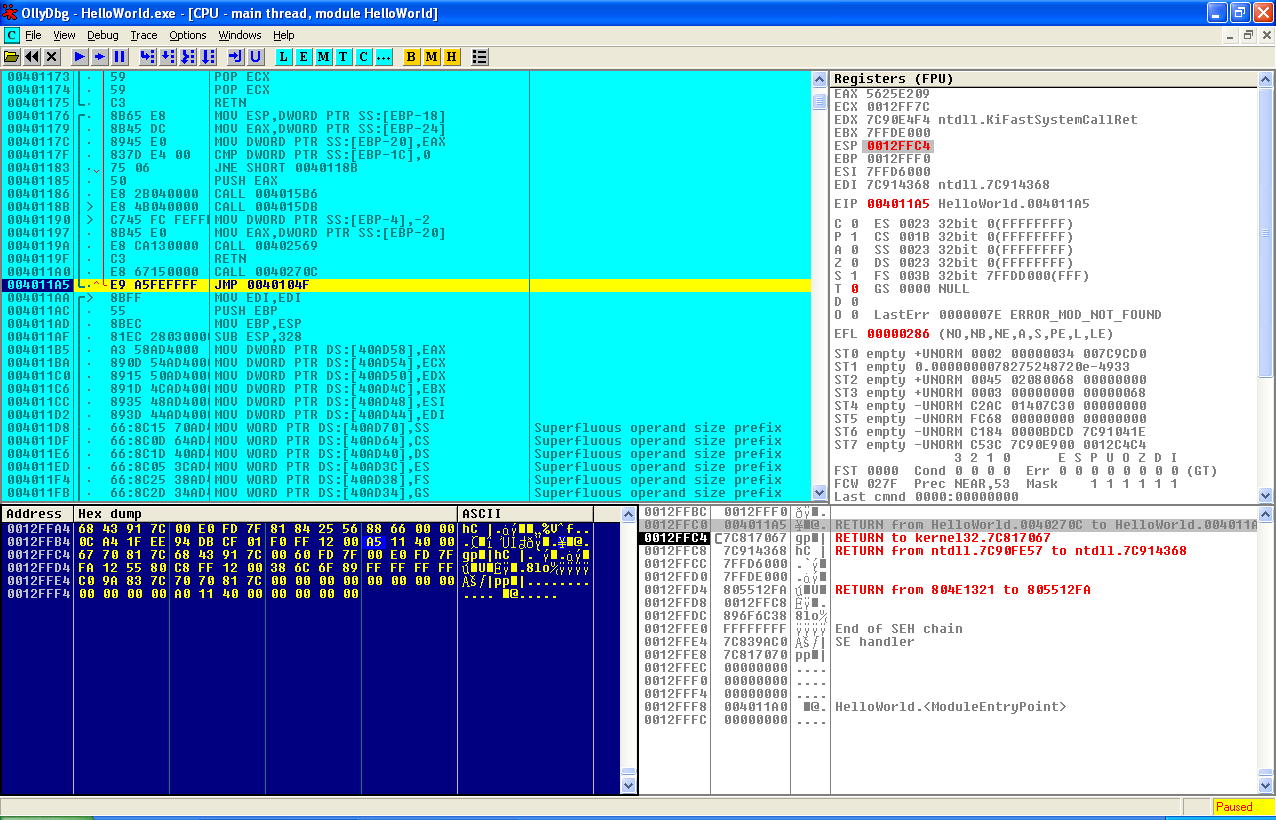 OllyDbg - HelloWorld.exe - [CPU - main thread, module HelloWorld]
C File View Debug Trace Options Windows Help
L E M T C ... B M H
00401173 59 POP ECX
00401174 59 POP ECX
00401175 C3 RETN
00401176 8B65 E8 MOV ESP,DWORD PTR SS:[EBP-18]
00401179 8B45 DC MOV EAX,DWORD PTR SS:[EBP-24]
0040117C 8945 E0 MOV DWORD PTR SS:[EBP-20],EAX
0040117F 837D E4 00 CMP DWORD PTR SS:[EBP-1C],0
00401183 75 06 JNE SHORT 0040118B
00401185 50 PUSH EAX
00401186 E8 2B040000 CALL 004015B6
0040118B > E8 4B040000 CALL 004015DB
00401190 > C745 FC FEFFF MOV DWORD PTR SS:[EBP-4],-2
00401197 8B45 E0 MOV EAX,DWORD PTR SS:[EBP-20]
0040119A E8 CA130000 CALL 00402569
0040119F C3 RETN
004011A0 E8 67150000 CALL 0040270C
004011A5 E9 A5FEFFFF JMP 0040104F
004011AA > 8BFF MOV EDI,EDI
004011AC 55 PUSH EBP
004011AD 8BEC MOV EBP,ESP
004011AF 81EC 28030000 SUB ESP,328
004011B5 A3 58AD4000 MOV DWORD PTR DS:[40AD58],EAX
004011BA 890D 54AD400 MOV DWORD PTR DS:[40AD54],ECX
004011C0 8915 50AD400 MOV DWORD PTR DS:[40AD50],EDX
004011C6 891D 4CAD400 MOV DWORD PTR DS:[40AD4C],EBX
004011CC 8935 48AD400 MOV DWORD PTR DS:[40AD48],ESI
004011D2 893D 44AD400 MOV DWORD PTR DS:[40AD44],EDI
004011D8 66:8C15 70AD4 MOV WORD PTR DS:[40AD70],SS Superfluous operand size prefix
004011DF 66:8C0D 64AD4 MOV WORD PTR DS:[40AD64],CS Superfluous operand size prefix
004011E6 66:8C1D 40AD4 MOV WORD PTR DS:[40AD40],DS Superfluous operand size prefix
004011ED 66:8C05 3CAD4 MOV WORD PTR DS:[40AD3C],ES Superfluous operand size prefix
004011F4 66:8C25 38AD4 MOV WORD PTR DS:[40AD38],FS Superfluous operand size prefix
004011FB 66:8C2D 34AD4 MOV WORD PTR DS:[40AD34],GS Superfluous operand size prefix
Registers (FPU)
EAX 5625E209
ECX 0012FF7C
EDX 7C90E4F4 ntdll.KiFastSystemCallRet
EBX 7FFDE000
ESP 0012FFC4
EBP 0012FFF0
ESI 7FFD6000
EDI 7C914368 ntdll.7C914368
EIP 004011A5 HelloWorld.004011A5
C 0 ES 0023 32bit 0(FFFFFFFF)
P 1 CS 001B 32bit 0(FFFFFFFF)
A 0 SS 0023 32bit 0(FFFFFFFF)
Z 0 DS 0023 32bit 0(FFFFFFFF)
S 1 FS 003B 32bit 7FFDD000(FFF)
T 0 GS 0000 NULL
D 0
O 0 LastErr 0000007E ERROR_MOD_NOT_FOUND
EFL 00000286 (NO,NB,NE,A,S,PE,L,LE)
ST0 empty +UNORM 0002 00000034 007C9CD0
ST1 empty 0.0000000078275248720e-4933
ST2 empty +UNORM 0045 02080068 00000000
ST3 empty +UNORM 0003 00000000 00000068
ST4 empty -UNORM C2AC 01407C30 00000000
ST5 empty -UNORM FC68 00000000 00000000
ST6 empty -UNORM C184 0000BDCD 7C91041E
ST7 empty -UNORM C53C 7C90E900 0012C4C4
3 2 1 0 E S P U O Z D I
FST 0000 Cond 0 0 0 0 Err 0 0 0 0 0 0 0 0 (GT)
FCW 027F Prec NEAR,53 Mask 1 1 1 1 1 1
Last cmnd 0000:00000000
Address Hex dump ASCII
0012FFA4 68 43 91 7C 00 E0 FD 7F 81 84 25 56 88 66 00 00
0012FFB4 0C A4 1F EE 94 DB CF 01 F0 FF 12 00 A5 11 40 00
0012FFC4 67 70 81 7C 68 43 91 7C 00 60 FD 7F 00 E0 FD 7F
0012FFD4 FA 12 55 80 C8 FF 12 00 38 6C 6F 89 FF FF FF FF
0012FFE4 C0 9A 83 7C 70 70 81 7C 00 00 00 00 00 00 00 00
0012FFF4 00 00 00 00 A0 11 40 00 00 00 00 00
0012FFBC 0012FFF0
0012FFC0 004011A5 RETURN from HelloWorld.0040270C to HelloWorld.004011A
0012FFC4 7C817067 RETURN to kernel32.7C817067
0012FFC8 7C914368 RETURN from ntdll.7C90FE57 to ntdll.7C914368
0012FFCC 7FFD6000
0012FFD0 7FFDE000
0012FFD4 805512FA RETURN from 804E1321 to 805512FA
0012FFD8 0012FFC8
0012FFDC 896F6C38
0012FFE0 FFFFFFFF End of SEH chain
0012FFE4 7C839AC0 SE handler
0012FFE8 7C817070
0012FFEC 00000000
0012FFF0 00000000
0012FFF4 00000000
0012FFF8 004011A0 HelloWorld.<ModuleEntryPoint>
0012FFFC 00000000
Paused